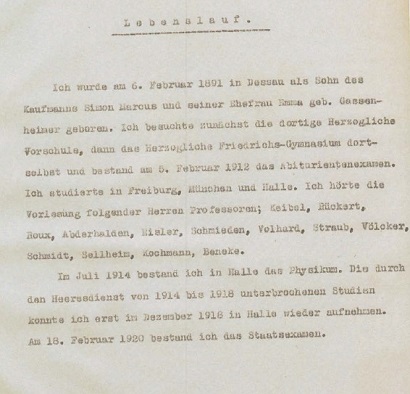 Lebenslauf.
Ich wurde am 6. Februar 1891 in Dessau als Sohn des
Kaufmanns Simon Marcus und seiner Ehefrau Emma geb. Gassen-
heimer geboren. Ich besuchte zunächst die dortige Herzogliche
Vorschule, dann das Herzogliche Friedrichs-Gymnasium dort-
selbst und bestand am 5. Februar 1912 das Abiturientenexamen.
Ich studierte in Freiburg, München und Halle. Ich hörte die
Vorlesung folgender Herren Professoren; Keibel, Rückert,
Roux, Abderhalden, Eisler, Schmieden, Volhard, Straub, Völcker,
Schmidt, Sellheim, Kochmann, Beneke.
Im Juli 1914 bestand ich in Halle das Physikum. Die durch
den Heeresdienst von 1914 bis 1918 unterbrochenen Studien
konnte ich erst im Dezember 1918 in Halle wieder aufnehmen.
Am 18. Februar 1920 bestand ich das Staatsexamen.